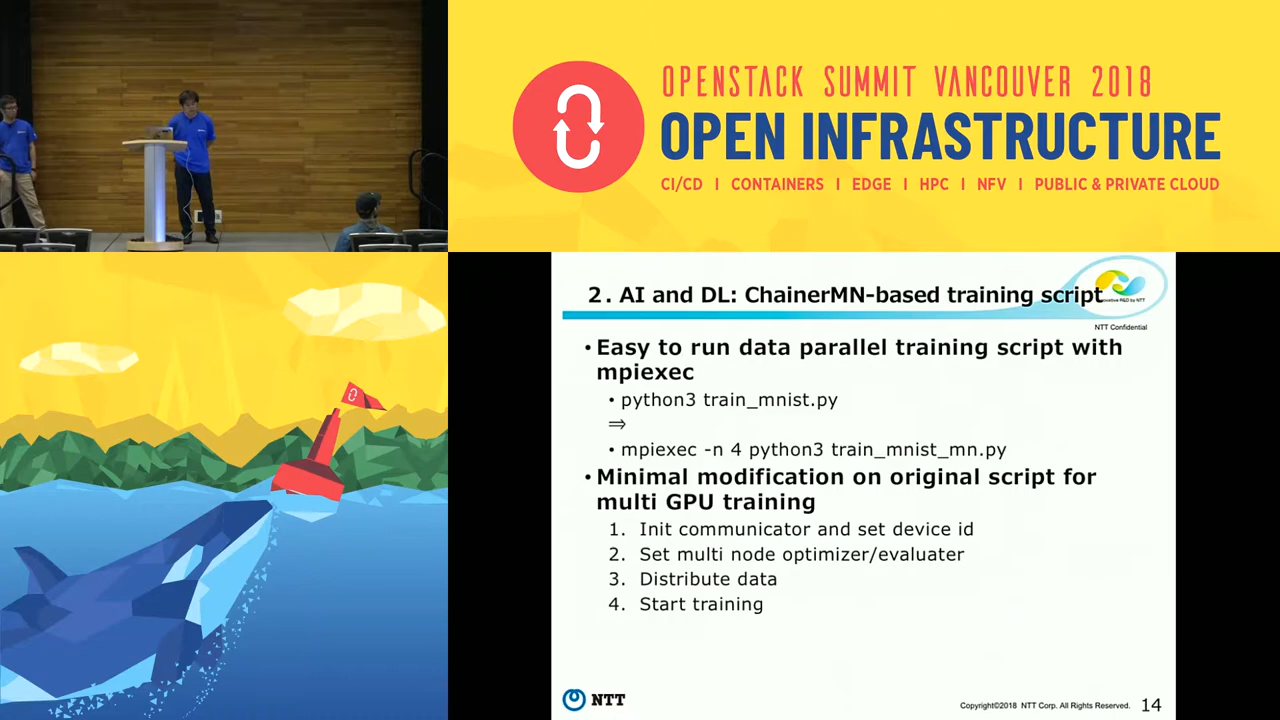 OPENSTACK SUMMIT VANCOUVER 2018
OPEN INFRASTRUCTURE
CI/CD | CONTAINERS | EDGE | HPC | NFV | PUBLIC & PRIVATE CLOUD
2. AI and DL: ChainerMN-based training script
Innovative R&D by NTT
NTT Confidential
• Easy to run data parallel training script with
mpiexec
• python3 train_mnist.py
⇒
• mpiexec -n 4 python3 train_mnist_mn.py
• Minimal modification on original script for
multi GPU training
1. Init communicator and set device id
2. Set multi node optimizer/evaluater
3. Distribute data
4. Start training
NTT
Copyright©2018 NTT Corp. All Rights Reserved.
14